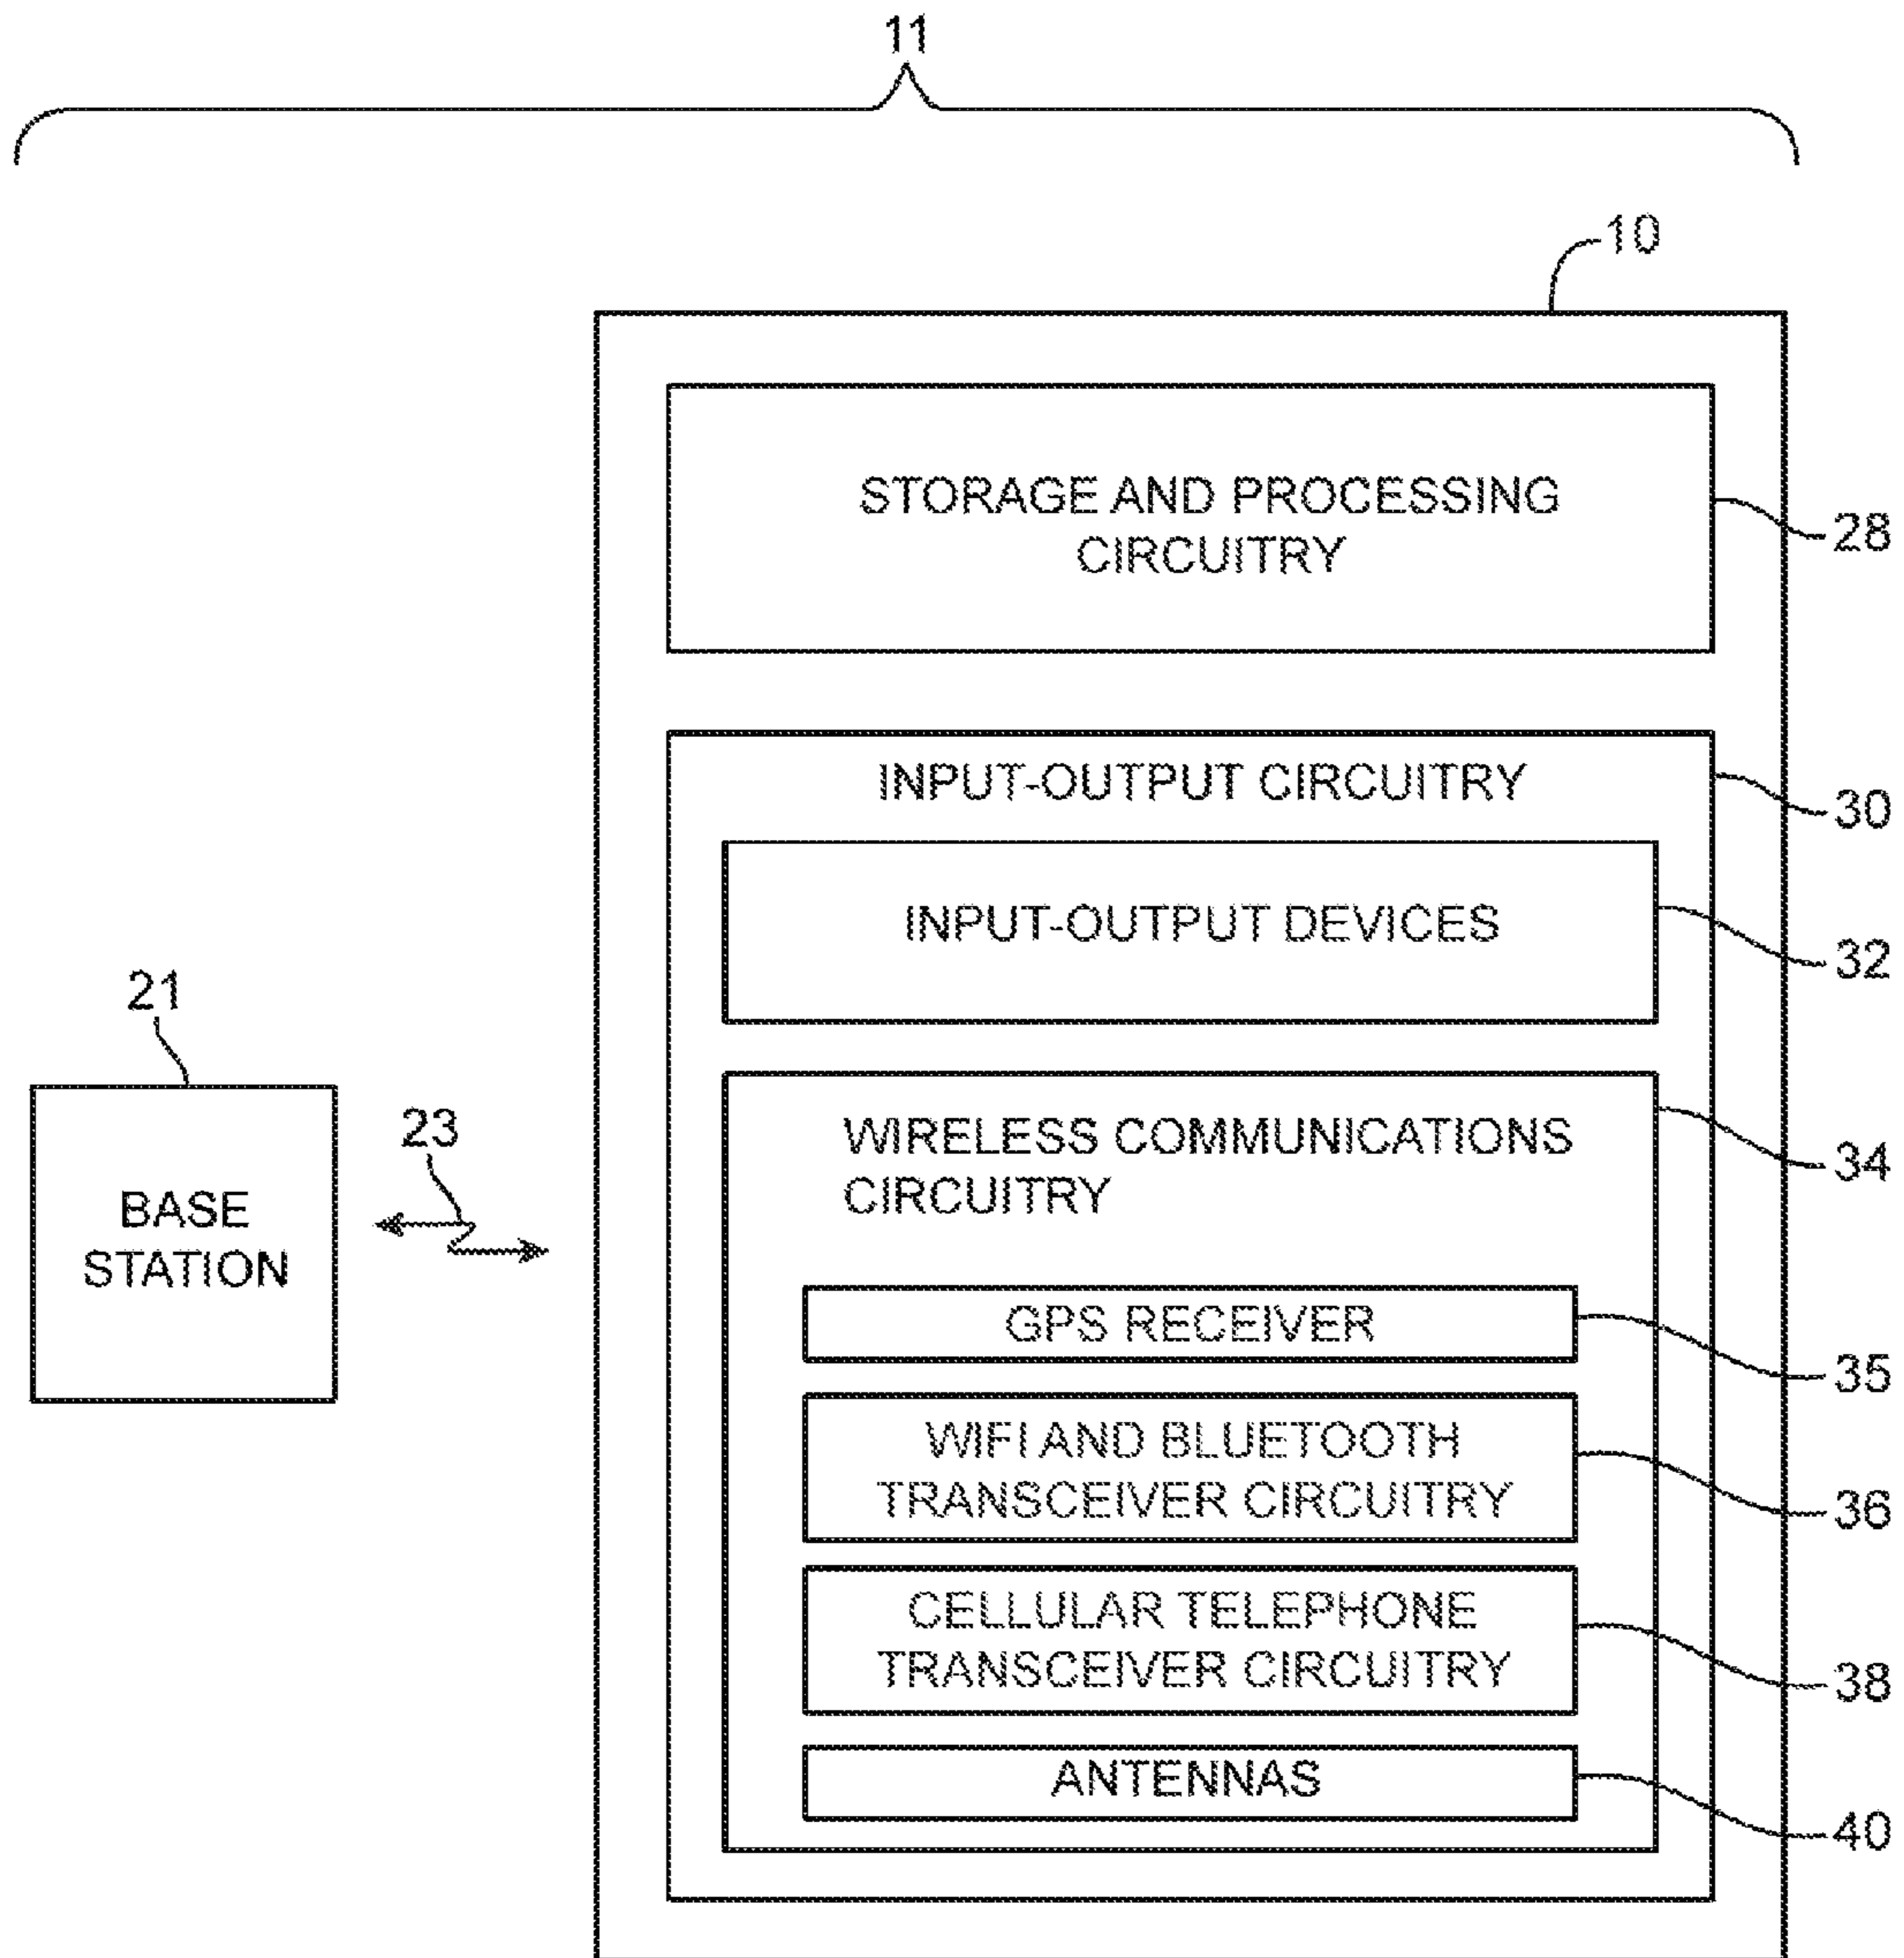 11
10
STORAGE AND PROCESSING
CIRCUITRY
28
INPUT-OUTPUT CIRCUITRY
30
INPUT-OUTPUT DEVICES
32
21
BASE
STATION
23
WIRELESS COMMUNICATIONS
CIRCUITRY
34
GPS RECEIVER
35
WIFI AND BLUETOOTH
TRANSCEIVER CIRCUITRY
36
CELLULAR TELEPHONE
TRANSCEIVER CIRCUITRY
38
ANTENNAS
40